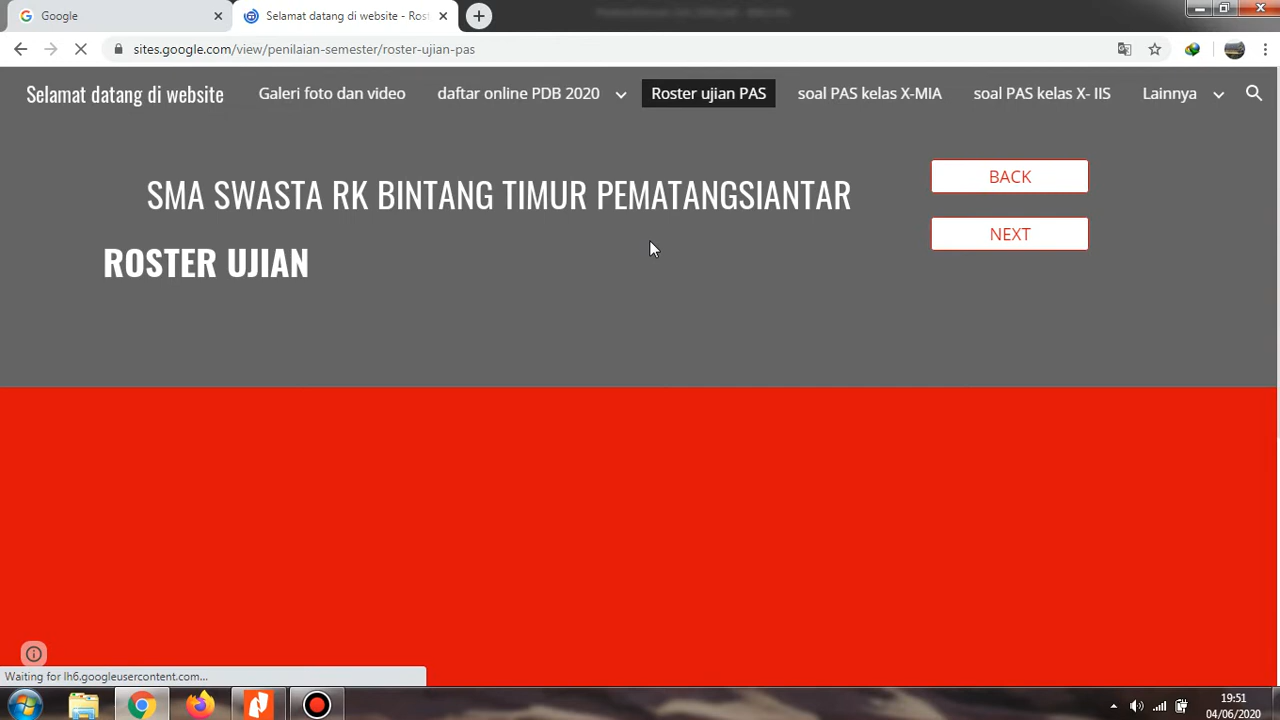 Google
Selamat datang di website - Ros
sites.google.com/view/penilaian-semester/roster-ujian-pas
Selamat datang di website
Galeri foto dan video
daftar online PDB 2020
Roster ujian PAS
soal PAS kelas X-MIA
soal PAS kelas X- IIS
Lainnya
SMA SWASTA RK BINTANG TIMUR PEMATANGSIANTAR
BACK
NEXT
ROSTER UJIAN
Waiting for lh6.googleusercontent.com...
19:51
04/06/2020